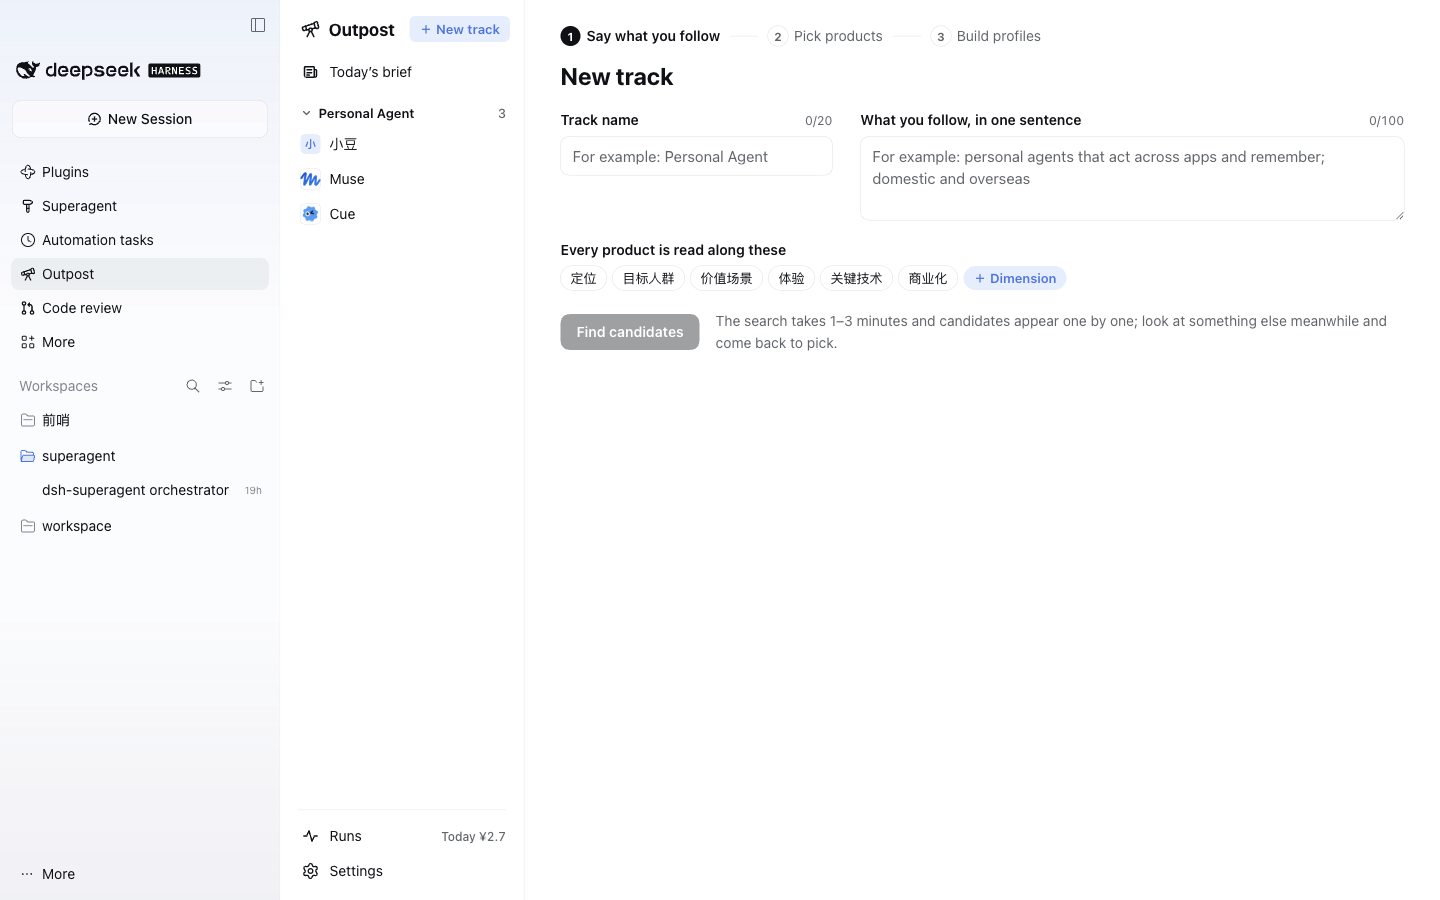 deepseek HARNESS
New Session
Plugins
Superagent
Automation tasks
Outpost
Code review
More
Workspaces
前哨
superagent
dsh-superagent orchestrator 19h
workspace
More
Outpost
+ New track
Today's brief
Personal Agent 3
小 小豆
Muse
Cue
Runs Today ¥2.7
Settings
1 Say what you follow 2 Pick products 3 Build profiles
New track
Track name 0/20
For example: Personal Agent
What you follow, in one sentence 0/100
For example: personal agents that act across apps and remember;
domestic and overseas
Every product is read along these
定位 目标人群 价值场景 体验 关键技术 商业化 + Dimension
Find candidates
The search takes 1–3 minutes and candidates appear one by one; look at something else meanwhile and
come back to pick.